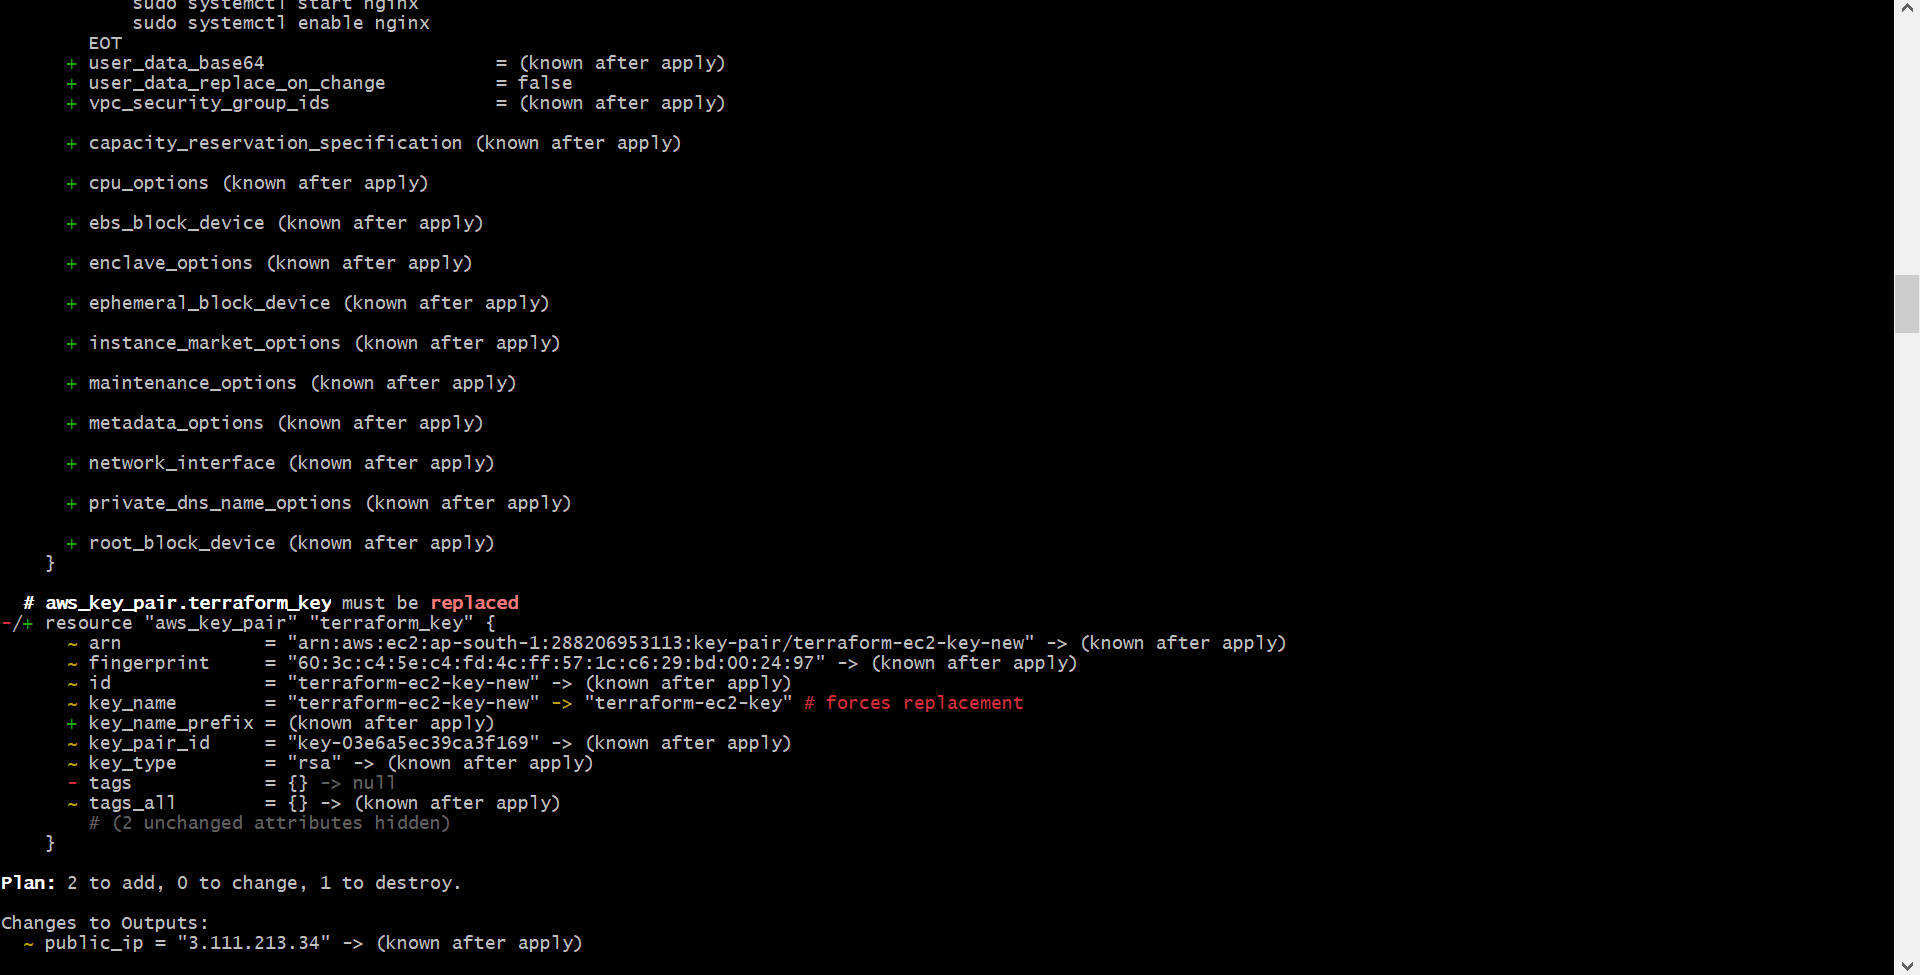 sudo systemctl start nginx
sudo systemctl enable nginx
EOT
+ user_data_base64 = (known after apply)
+ user_data_replace_on_change = false
+ vpc_security_group_ids = (known after apply)
+ capacity_reservation_specification (known after apply)
+ cpu_options (known after apply)
+ ebs_block_device (known after apply)
+ enclave_options (known after apply)
+ ephemeral_block_device (known after apply)
+ instance_market_options (known after apply)
+ maintenance_options (known after apply)
+ metadata_options (known after apply)
+ network_interface (known after apply)
+ private_dns_name_options (known after apply)
+ root_block_device (known after apply)
}
# aws_key_pair.terraform_key must be replaced
-/+ resource "aws_key_pair" "terraform_key" {
~ arn = "arn:aws:ec2:ap-south-1:288206953113:key-pair/terraform-ec2-key-new" -> (known after apply)
~ fingerprint = "60:3c:c4:5e:c4:fd:4c:ff:57:1c:c6:29:bd:00:24:97" -> (known after apply)
~ id = "terraform-ec2-key-new" -> (known after apply)
~ key_name = "terraform-ec2-key-new" -> "terraform-ec2-key" # forces replacement
+ key_name_prefix = (known after apply)
~ key_pair_id = "key-03e6a5ec39ca3f169" -> (known after apply)
~ key_type = "rsa" -> (known after apply)
- tags = {} -> null
~ tags_all = {} -> (known after apply)
# (2 unchanged attributes hidden)
}
Plan: 2 to add, 0 to change, 1 to destroy.
Changes to Outputs:
~ public_ip = "3.111.213.34" -> (known after apply)